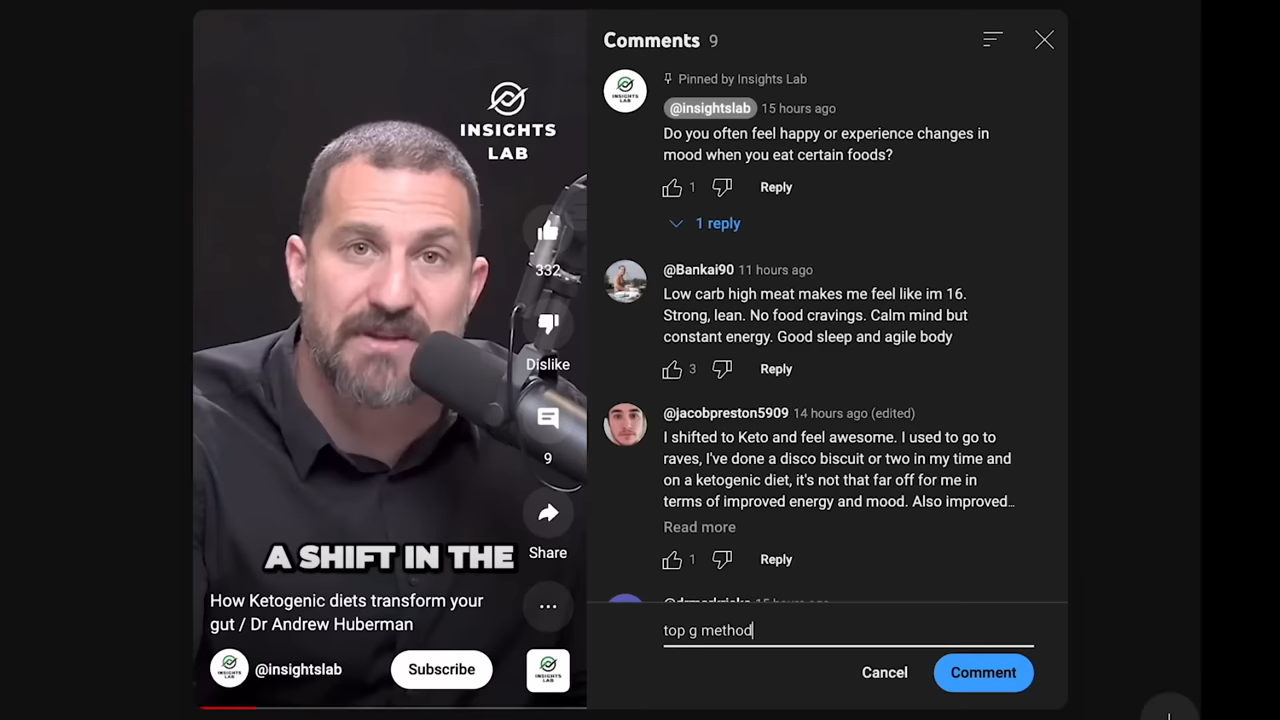 INSIGHTS
LAB
332
Dislike
9
Share
A SHIFT IN THE
How Ketogenic diets transform your
gut / Dr Andrew Huberman
INSIGHTS
LAB
@insightslab
Subscribe
INSIGHTS
LAB
Comments 9
INSIGHTS
LAB
Pinned by Insights Lab
@insightslab 15 hours ago
Do you often feel happy or experience changes in
mood when you eat certain foods?
1 Reply
1 reply
@Bankai90 11 hours ago
Low carb high meat makes me feel like im 16.
Strong, lean. No food cravings. Calm mind but
constant energy. Good sleep and agile body
3 Reply
@jacobpreston5909 14 hours ago (edited)
I shifted to Keto and feel awesome. I used to go to
raves, I've done a disco biscuit or two in my time and
on a ketogenic diet, it's not that far off for me in
terms of improved energy and mood. Also improved...
Read more
1 Reply
top g method
Cancel
Comment